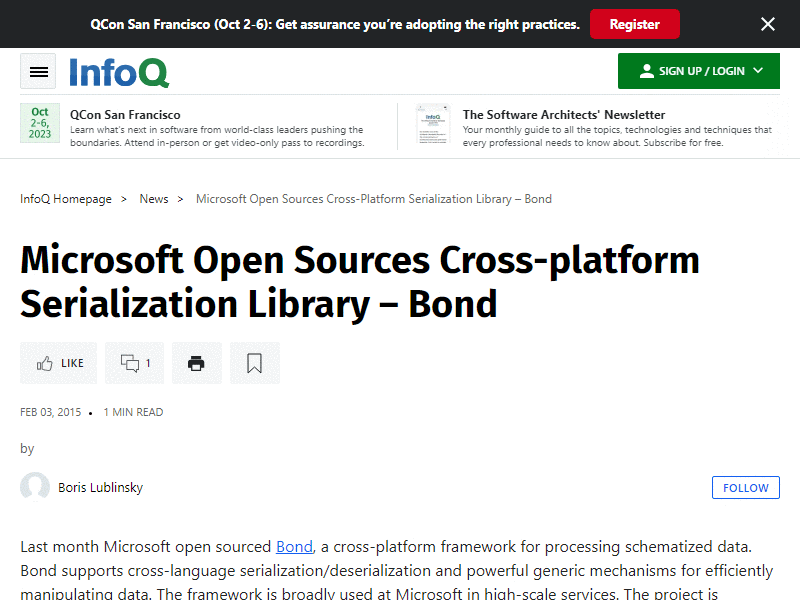 QCon San Francisco (Oct 2-6): Get assurance you’re adopting the right practices.
Register
InfoQ
SIGN UP / LOGIN
Oct
2-6,
2023
QCon San Francisco
Learn what's next in software from world-class leaders pushing the
boundaries. Attend in-person or get video-only pass to recordings.
InfoQ
The Software Architects' Newsletter
Your monthly guide to all the topics, technologies and techniques that
every professional needs to know about. Subscribe for free.
InfoQ Homepage > News > Microsoft Open Sources Cross-Platform Serialization Library – Bond
Microsoft Open Sources Cross-platform
Serialization Library – Bond
LIKE
1
FEB 03, 2015 • 1 MIN READ
by
Boris Lublinsky
FOLLOW
Last month Microsoft open sourced Bond, a cross-platform framework for processing schematized data.
Bond supports cross-language serialization/deserialization and powerful generic mechanisms for efficiently
manipulating data. The framework is broadly used at Microsoft in high-scale services. The project is